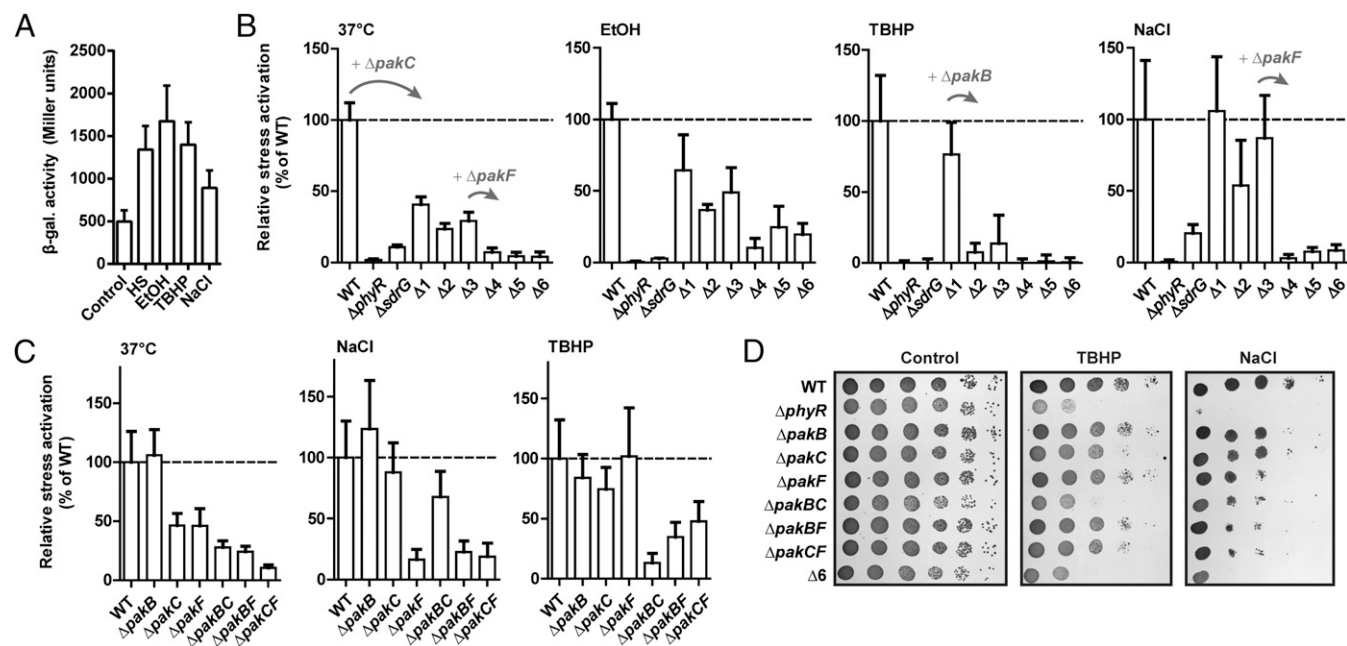 A
β-gal. activity (Miller units)
2500
2000
1500
1000
500
0
Control
HS
EtOH
TBHP
NaCl
B
Relative stress activation
(% of WT)
37°C
150
100
50
0
+ ΔpakC
+ ΔpakF
WT
ΔphyR
ΔsdrG
Δ1
Δ2
Δ3
Δ4
Δ5
Δ6
EtOH
150
100
50
0
WT
ΔphyR
ΔsdrG
Δ1
Δ2
Δ3
Δ4
Δ5
Δ6
TBHP
150
100
50
0
+ ΔpakB
WT
ΔphyR
ΔsdrG
Δ1
Δ2
Δ3
Δ4
Δ5
Δ6
NaCl
150
100
50
0
+ ΔpakF
WT
ΔphyR
ΔsdrG
Δ1
Δ2
Δ3
Δ4
Δ5
Δ6
C
Relative stress activation
(% of WT)
37°C
150
100
50
0
WT
ΔpakB
ΔpakC
ΔpakF
ΔpakBC
ΔpakBF
ΔpakCF
NaCl
150
100
50
0
WT
ΔpakB
ΔpakC
ΔpakF
ΔpakBC
ΔpakBF
ΔpakCF
TBHP
150
100
50
0
WT
ΔpakB
ΔpakC
ΔpakF
ΔpakBC
ΔpakBF
ΔpakCF
D
Control
TBHP
NaCl
WT
ΔphyR
ΔpakB
ΔpakC
ΔpakF
ΔpakBC
ΔpakBF
ΔpakCF
Δ6